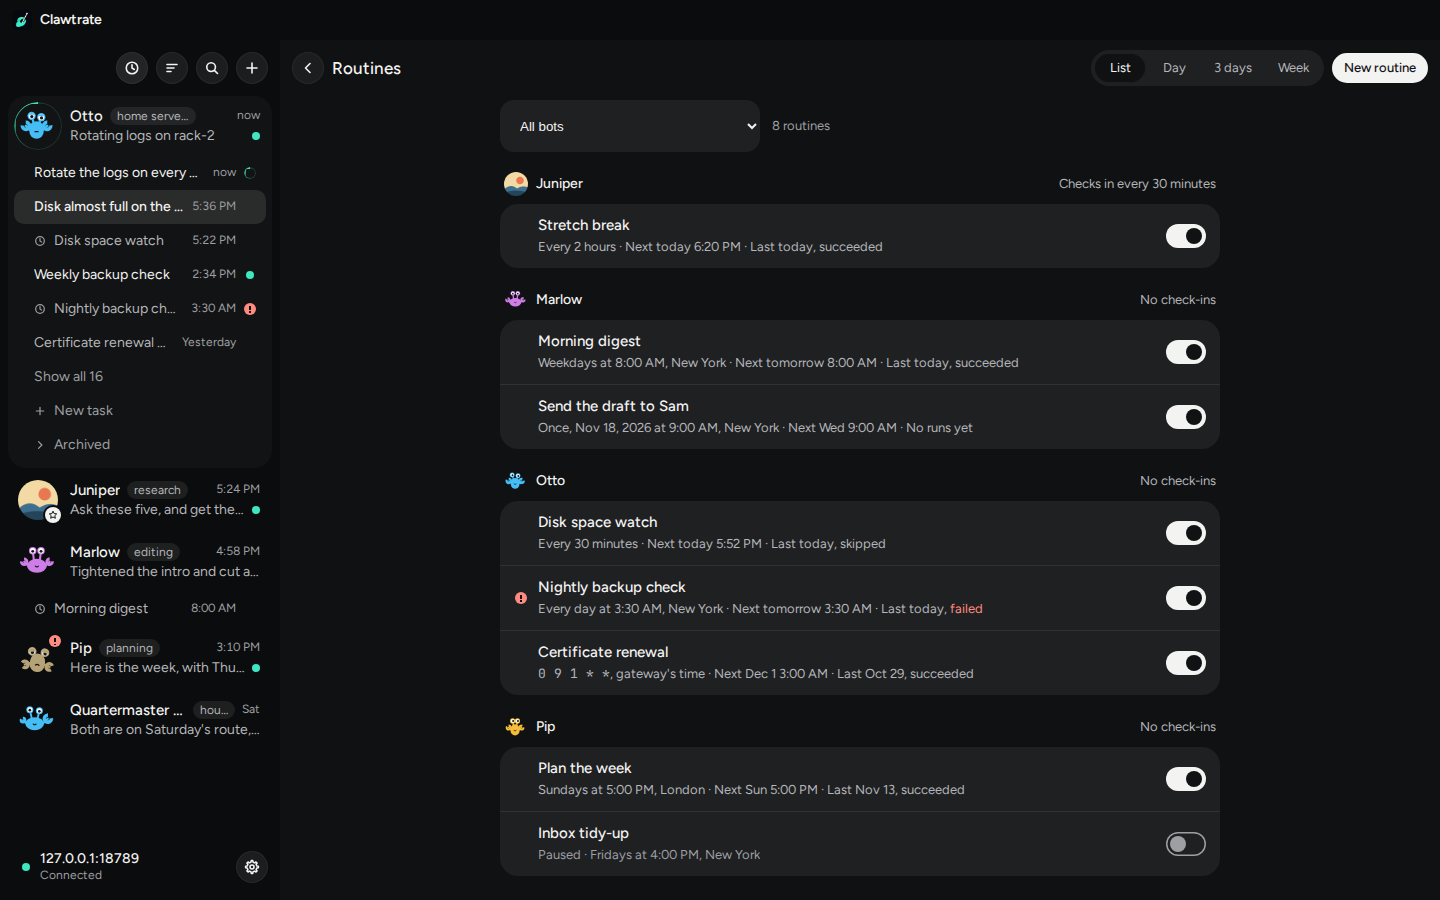 Clawtrate
Otto
home serve...
now
Rotating logs on rack-2
Rotate the logs on every ...
now
Disk almost full on the ...
5:36 PM
Disk space watch
5:22 PM
Weekly backup check
2:34 PM
Nightly backup ch...
3:30 AM
Certificate renewal ...
Yesterday
Show all 16
New task
Archived
Juniper
research
5:24 PM
Ask these five, and get the...
Marlow
editing
4:58 PM
Tightened the intro and cut a...
Morning digest
8:00 AM
Pip
planning
3:10 PM
Here is the week, with Thu...
Quartermaster ...
hou...
Sat
Both are on Saturday's route,...
127.0.0.1:18789
Connected
Routines
List
Day
3 days
Week
New routine
All bots
8 routines
Juniper
Checks in every 30 minutes
Stretch break
Every 2 hours · Next today 6:20 PM · Last today, succeeded
Marlow
No check-ins
Morning digest
Weekdays at 8:00 AM, New York · Next tomorrow 8:00 AM · Last today, succeeded
Send the draft to Sam
Once, Nov 18, 2026 at 9:00 AM, New York · Next Wed 9:00 AM · No runs yet
Otto
No check-ins
Disk space watch
Every 30 minutes · Next today 5:52 PM · Last today, skipped
Nightly backup check
Every day at 3:30 AM, New York · Next tomorrow 3:30 AM · Last today, failed
Certificate renewal
0 9 1 * *, gateway's time · Next Dec 1 3:00 AM · Last Oct 29, succeeded
Pip
No check-ins
Plan the week
Sundays at 5:00 PM, London · Next Sun 5:00 PM · Last Nov 13, succeeded
Inbox tidy-up
Paused · Fridays at 4:00 PM, New York